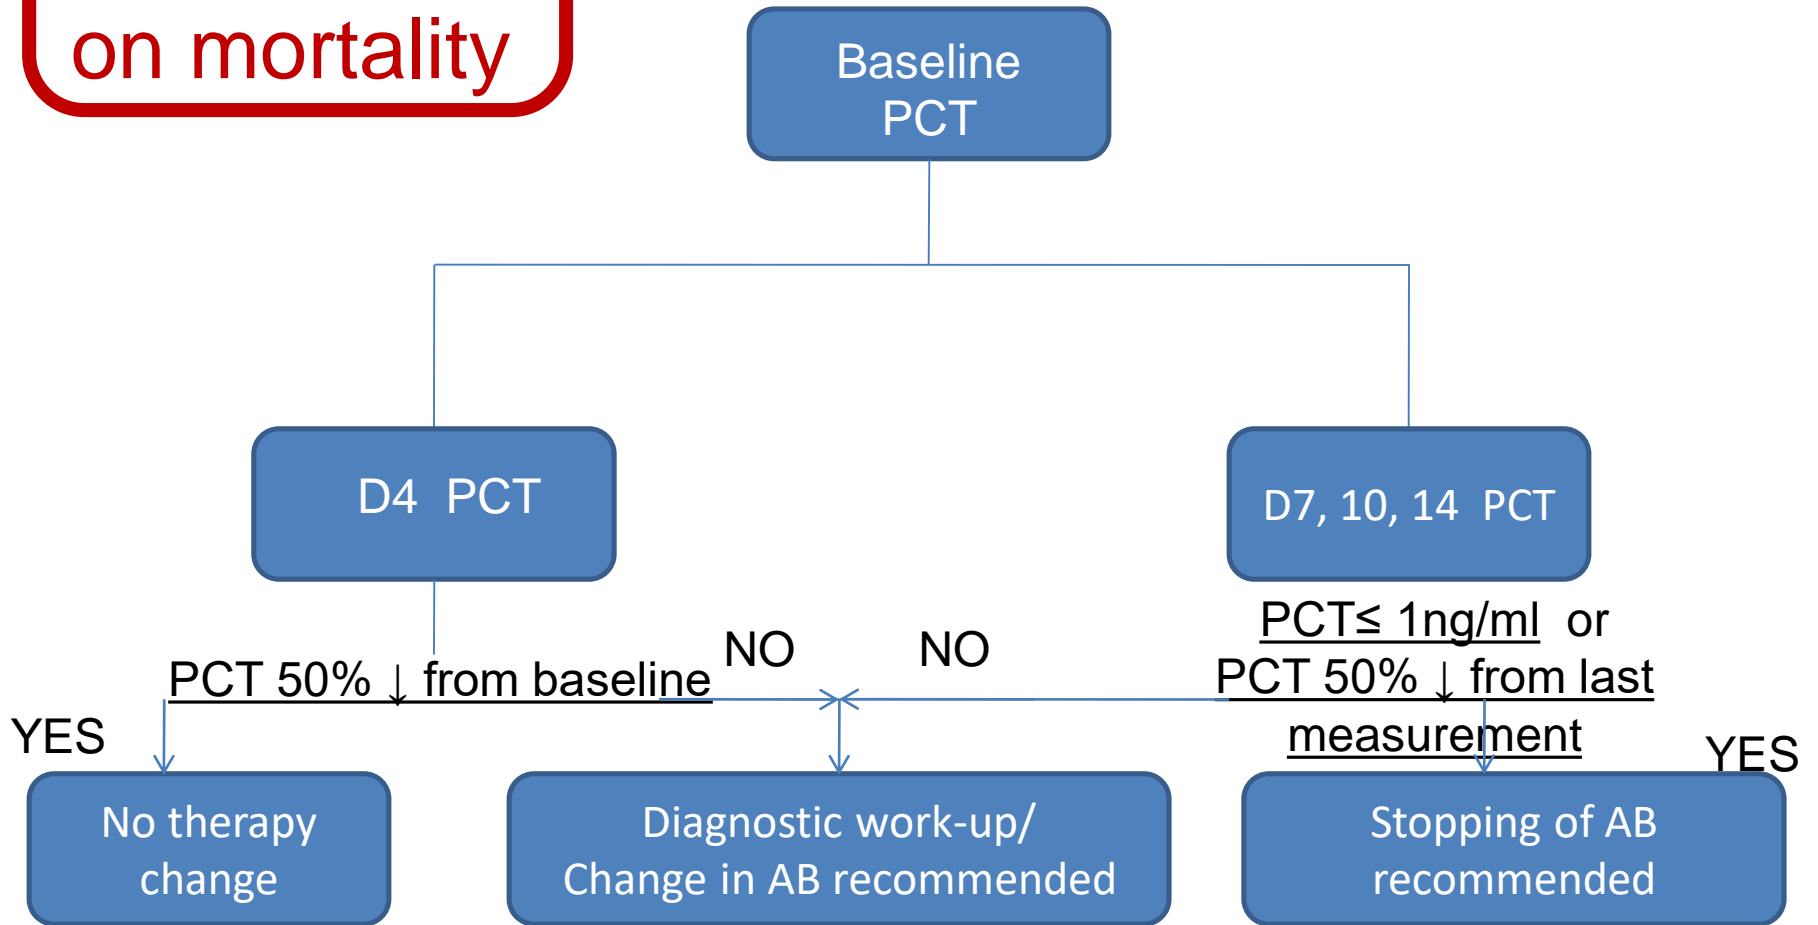 on mortality
Baseline
PCT
D4 PCT
D7, 10, 14 PCT
PCT≤ 1ng/ml or
PCT 50% ↓ from last
measurement
NO
NO
PCT 50% ↓ from baseline
YES
YES
No therapy
change
Diagnostic work-up/
Change in AB recommended
Stopping of AB
recommended